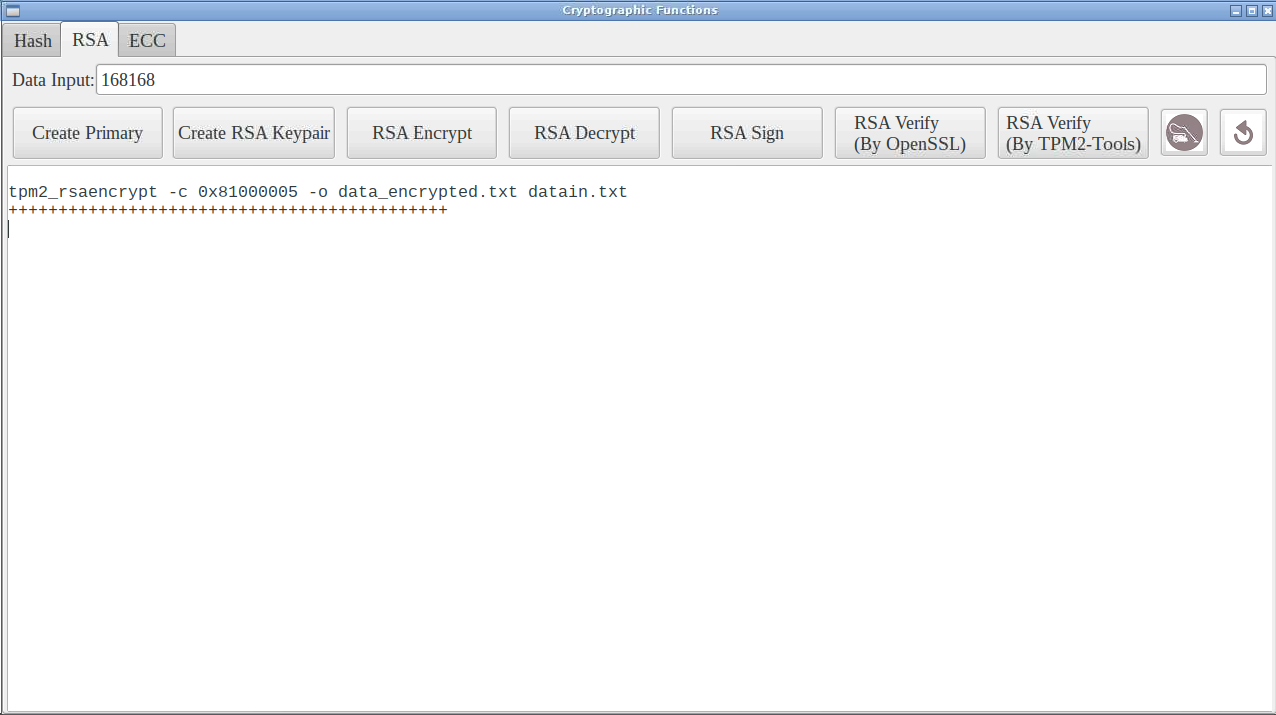 Cryptographic Functions
Hash RSA ECC
Data Input: 168168
Create Primary Create RSA Keypair RSA Encrypt RSA Decrypt RSA Sign RSA Verify (By OpenSSL) RSA Verify (By TPM2-Tools)
tpm2_rsaencrypt -c 0x81000005 -o data_encrypted.txt datain.txt
++++++++++++++++++++++++++++++++++++++++++++